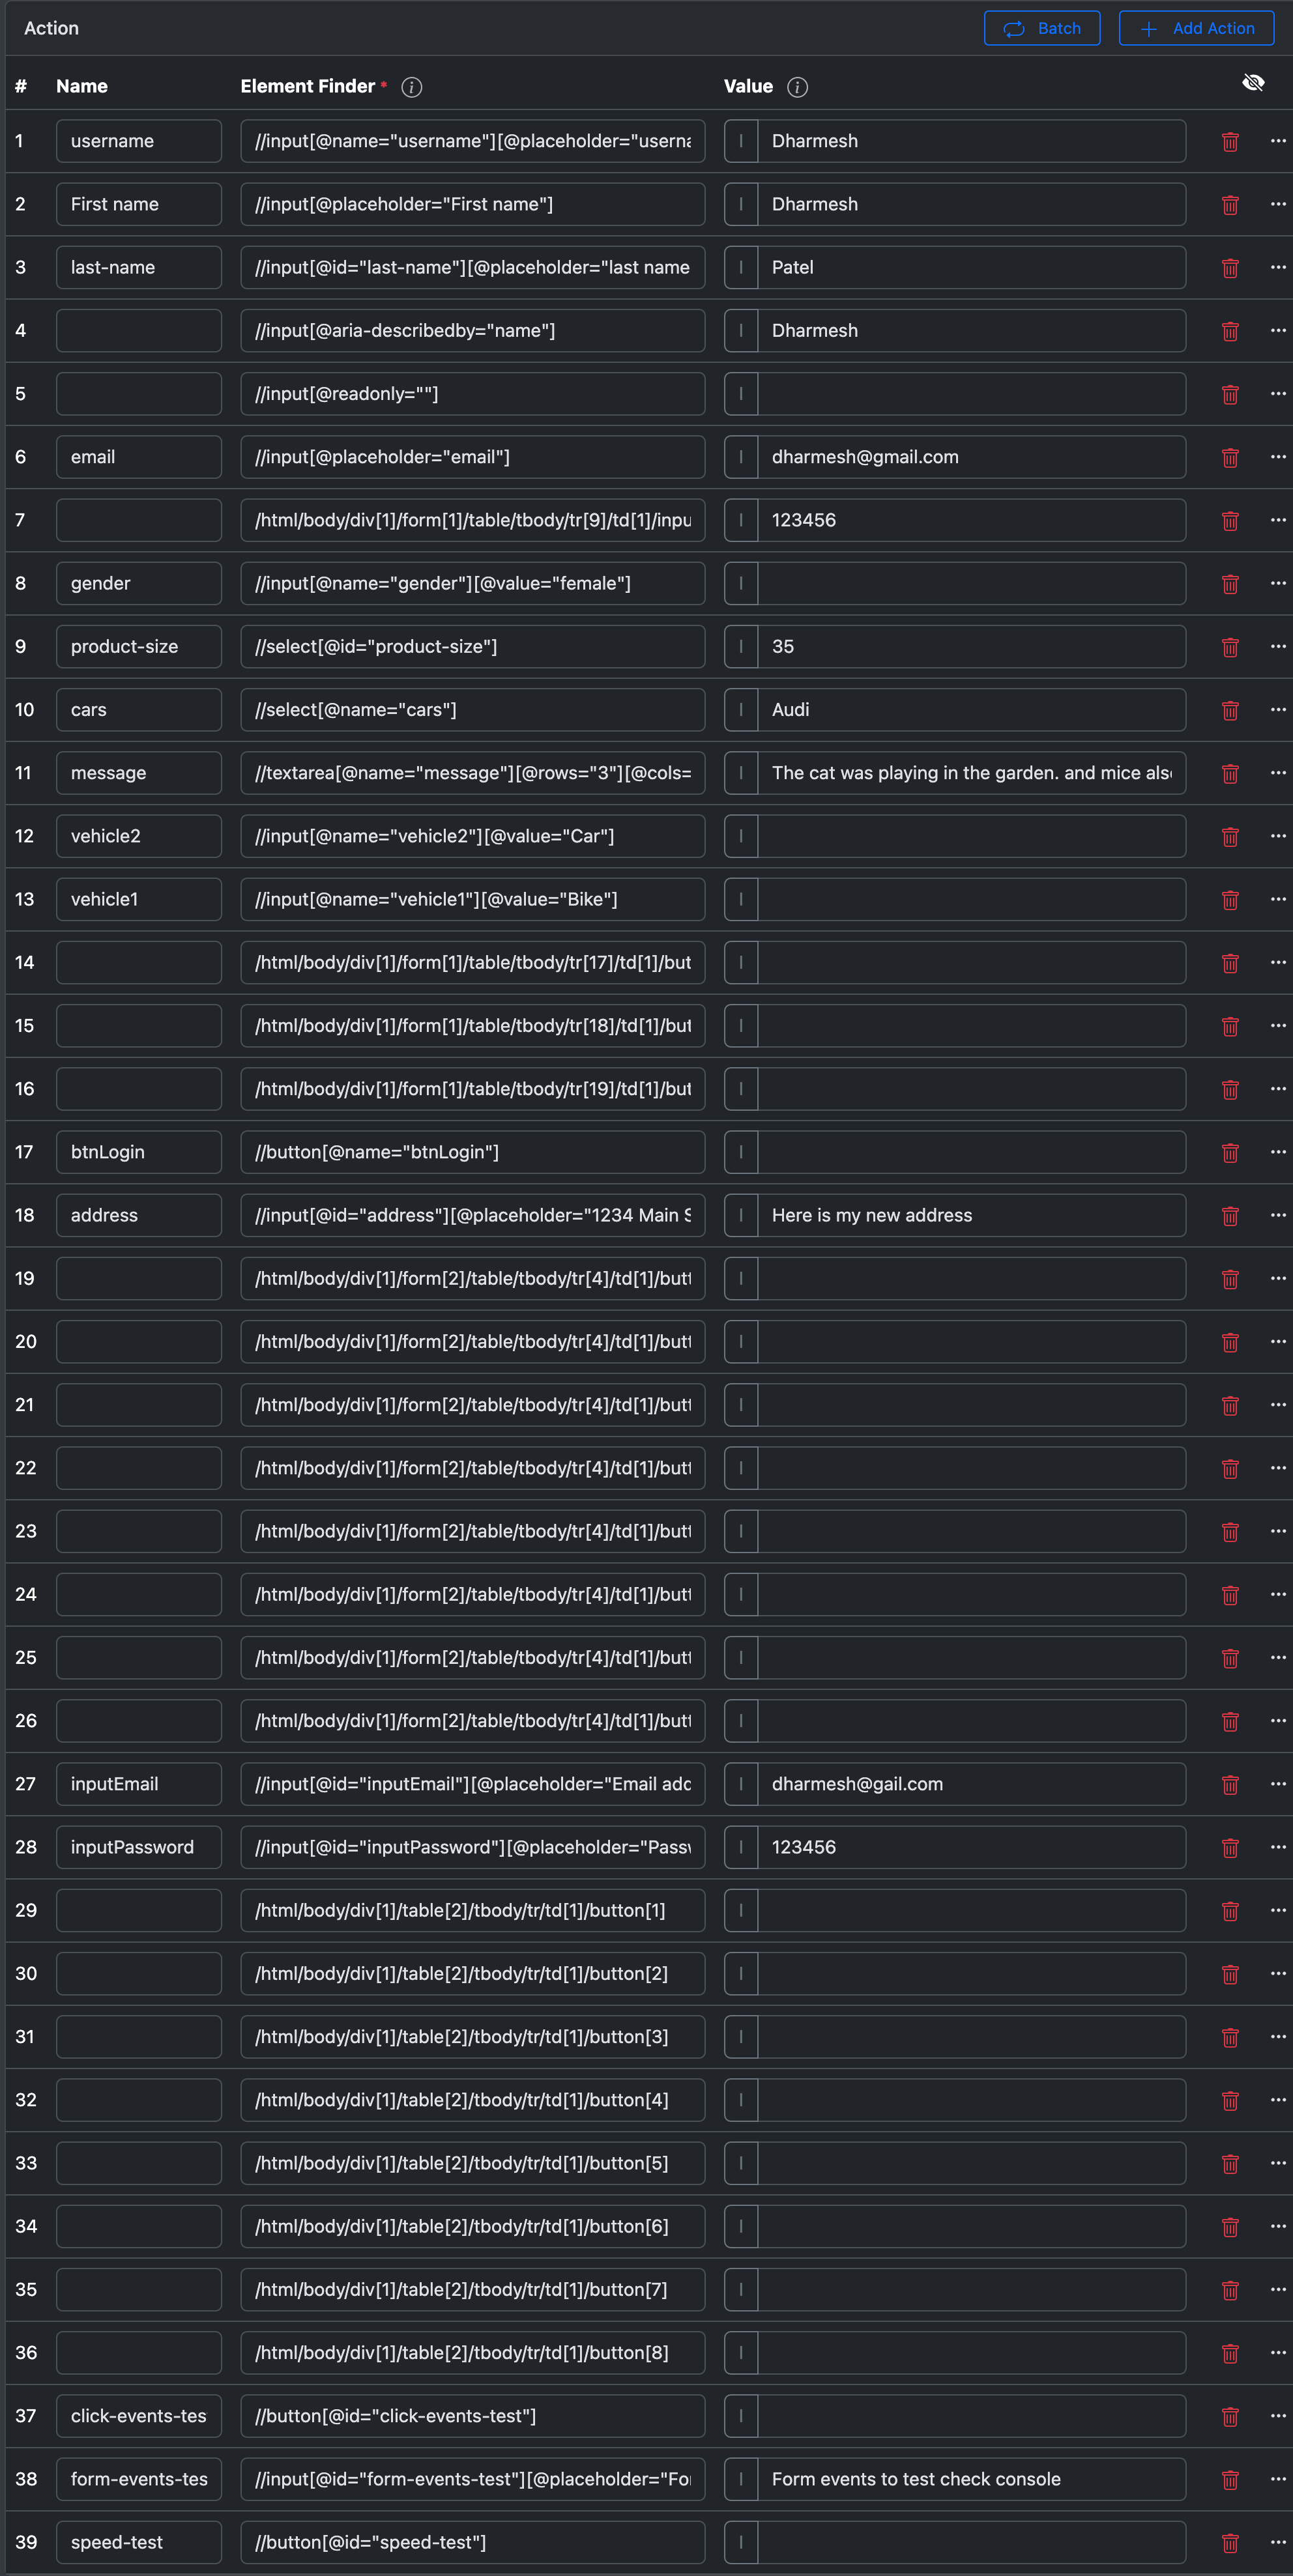 Action Batch Add Action
# Name Element Finder * Value
1 username //input[@name="username"][@placeholder="userna Dharmesh
2 First name //input[@placeholder="First name"] Dharmesh
3 last-name //input[@id="last-name"][@placeholder="last name Patel
4 //input[@aria-describedby="name"] Dharmesh
5 //input[@readonly=""]
6 email //input[@placeholder="email"] dharmesh@gmail.com
7 /html/body/div[1]/form[1]/table/tbody/tr[9]/td[1]/inpu 123456
8 gender //input[@name="gender"][@value="female"]
9 product-size //select[@id="product-size"] 35
10 cars //select[@name="cars"] Audi
11 message //textarea[@name="message"][@rows="3"][@cols= The cat was playing in the garden. and mice als
12 vehicle2 //input[@name="vehicle2"][@value="Car"]
13 vehicle1 //input[@name="vehicle1"][@value="Bike"]
14 /html/body/div[1]/form[1]/table/tbody/tr[17]/td[1]/but
15 /html/body/div[1]/form[1]/table/tbody/tr[18]/td[1]/but
16 /html/body/div[1]/form[1]/table/tbody/tr[19]/td[1]/but
17 btnLogin //button[@name="btnLogin"]
18 address //input[@id="address"][@placeholder="1234 Main S Here is my new address
19 /html/body/div[1]/form[2]/table/tbody/tr[4]/td[1]/butt
20 /html/body/div[1]/form[2]/table/tbody/tr[4]/td[1]/butt
21 /html/body/div[1]/form[2]/table/tbody/tr[4]/td[1]/butt
22 /html/body/div[1]/form[2]/table/tbody/tr[4]/td[1]/butt
23 /html/body/div[1]/form[2]/table/tbody/tr[4]/td[1]/butt
24 /html/body/div[1]/form[2]/table/tbody/tr[4]/td[1]/butt
25 /html/body/div[1]/form[2]/table/tbody/tr[4]/td[1]/butt
26 /html/body/div[1]/form[2]/table/tbody/tr[4]/td[1]/butt
27 inputEmail //input[@id="inputEmail"][@placeholder="Email add dharmesh@gail.com
28 inputPassword //input[@id="inputPassword"][@placeholder="Passw 123456
29 /html/body/div[1]/table[2]/tbody/tr/td[1]/button[1]
30 /html/body/div[1]/table[2]/tbody/tr/td[1]/button[2]
31 /html/body/div[1]/table[2]/tbody/tr/td[1]/button[3]
32 /html/body/div[1]/table[2]/tbody/tr/td[1]/button[4]
33 /html/body/div[1]/table[2]/tbody/tr/td[1]/button[5]
34 /html/body/div[1]/table[2]/tbody/tr/td[1]/button[6]
35 /html/body/div[1]/table[2]/tbody/tr/td[1]/button[7]
36 /html/body/div[1]/table[2]/tbody/tr/td[1]/button[8]
37 click-events-tes //button[@id="click-events-test"]
38 form-events-tes //input[@id="form-events-test"][@placeholder="Fo Form events to test check console
39 speed-test //button[@id="speed-test"]